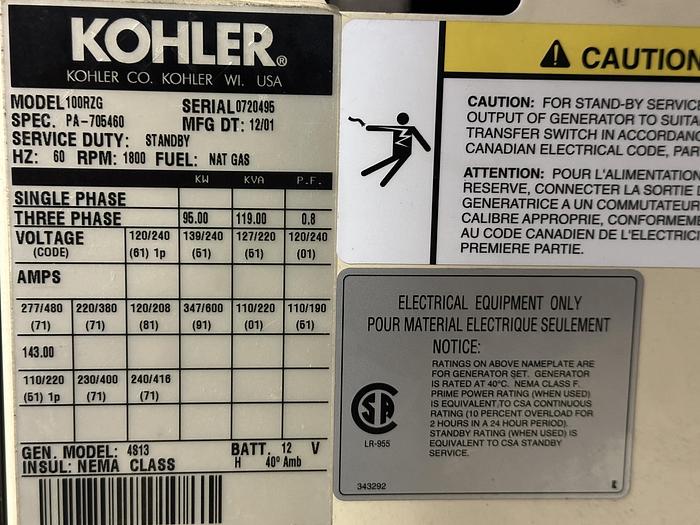 KOHLER®
KOHLER CO. KOHLER WI. USA
MODEL 100RZG SERIAL 0720495
SPEC. PA-705460 MFG DT: 12/01
SERVICE DUTY: STANDBY
HZ: 60 RPM: 1800 FUEL: NAT GAS
KW KVA P.F.
SINGLE PHASE
THREE PHASE 95.00 119.00 0.8
VOLTAGE 120/240 139/240 127/220 120/240
(CODE) (61) 1p (51) (51) (01)
AMPS
277/480 220/380 120/208 347/600 110/220 110/190
(71) (71) (81) (91) (01) (51)
143.00
110/220 230/400 240/416
(51) 1p (71) (71)
GEN. MODEL: 4S13 BATT. 12 V
INSUL: NEMA CLASS H 40° Amb
CAUTION
CAUTION: FOR STAND-BY SERVICE
OUTPUT OF GENERATOR TO SUITA
TRANSFER SWITCH IN ACCORDANC
CANADIAN ELECTRICAL CODE, PAR
ATTENTION: POUR L'ALIMENTATION
RESERVE, CONNECTER LA SORTIE D
GENERATRICE A UN COMMUTATEUR
CALIBRE APPROPRIE, CONFORMEME
AU CODE CANADIEN DE L'ELECTRICI
PREMIERE PARTIE.
ELECTRICAL EQUIPMENT ONLY
POUR MATERIAL ELECTRIQUE SEULEMENT
NOTICE:
RATINGS ON ABOVE NAMEPLATE ARE
FOR GENERATOR SET. GENERATOR
IS RATED AT 40°C. NEMA CLASS F.
PRIME POWER RATING (WHEN USED)
IS EQUIVALENT TO CSA CONTINUOUS
RATING (10 PERCENT OVERLOAD FOR
2 HOURS IN A 24 HOUR PERIOD).
STANDBY RATING (WHEN USED) IS
EQUIVALENT TO CSA STANDBY
SERVICE.
SA
LR-955
343292